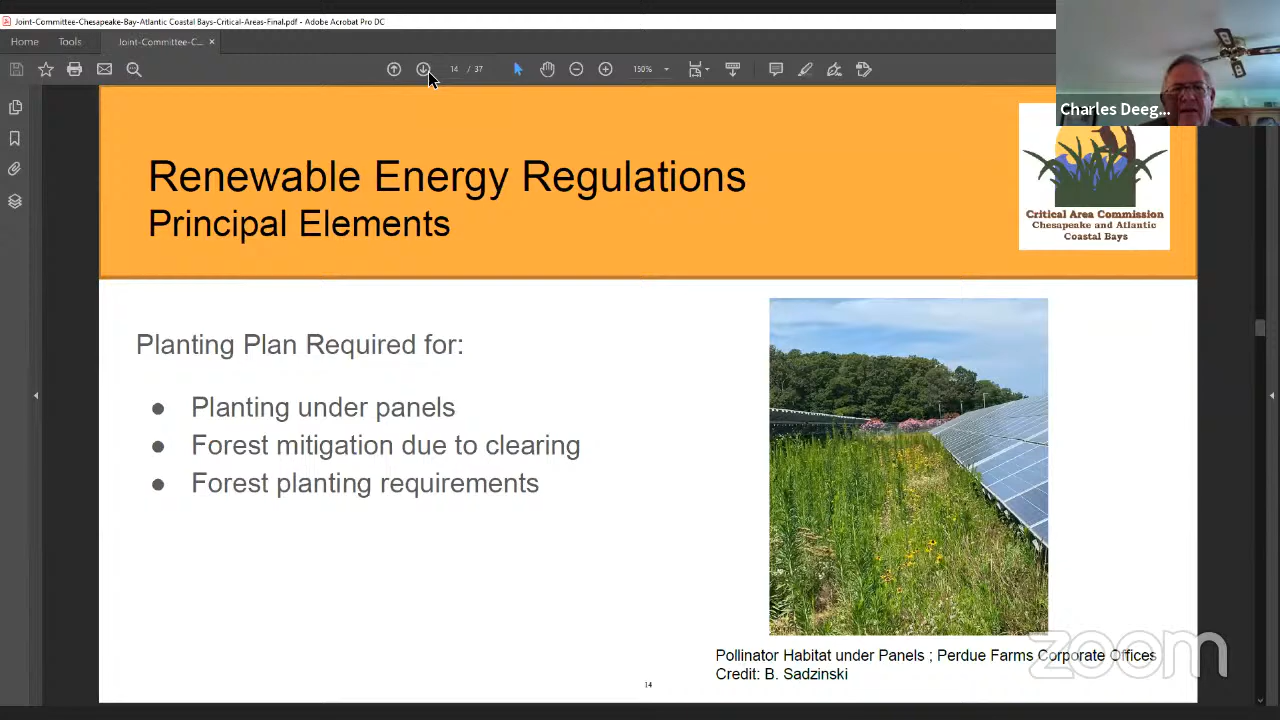 Joint-Committee-Chesapeake-Bay-Atlantic Coastal-Bays-Critical-Areas-Final.pdf - Adobe Acrobat Pro DC
Home Tools Joint-Committee-C... ×
14 / 37 150%
Charles Deeg...
Renewable Energy Regulations
Principal Elements
Critical Area Commission
Chesapeake and Atlantic
Coastal Bays
Planting Plan Required for:
● Planting under panels
● Forest mitigation due to clearing
● Forest planting requirements
Pollinator Habitat under Panels ; Perdue Farms Corporate Offices
Credit: B. Sadzinski
zoom
14